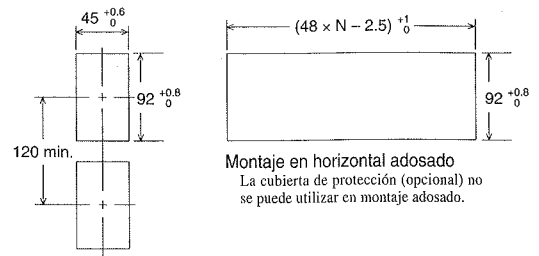 45 +0.6 0
(48 × N – 2.5) +1 0
92 +0.8 0
92 +0.8 0
120 min.
Montaje en horizontal adosado
La cubierta de protección (opcional) no
se puede utilizar en montaje adosado.